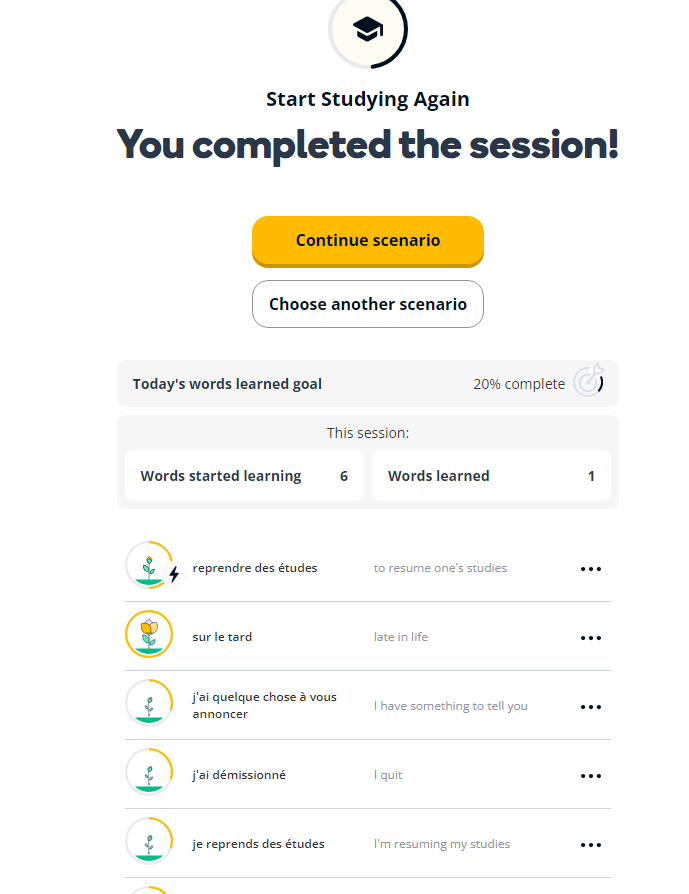 Start Studying Again
You completed the session!
Continue scenario
Choose another scenario
Today's words learned goal
20% complete
This session:
Words started learning 6
Words learned 1
reprendre des études
to resume one's studies
sur le tard
late in life
j'ai quelque chose à vous
annoncer
I have something to tell you
j'ai démissionné
I quit
je reprends des études
I'm resuming my studies